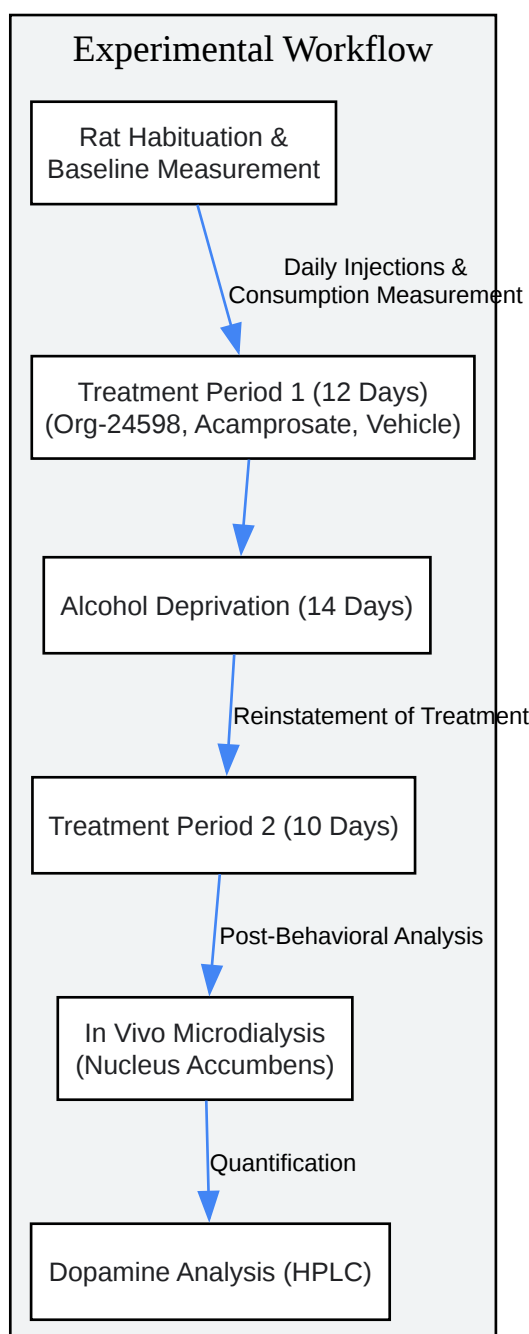 Experimental Workflow
Rat Habituation &
Baseline Measurement
Daily Injections &
Consumption Measurement
Treatment Period 1 (12 Days)
(Org-24598, Acamprosate, Vehicle)
Alcohol Deprivation (14 Days)
Reinstatement of Treatment
Treatment Period 2 (10 Days)
Post-Behavioral Analysis
In Vivo Microdialysis
(Nucleus Accumbens)
Quantification
Dopamine Analysis (HPLC)